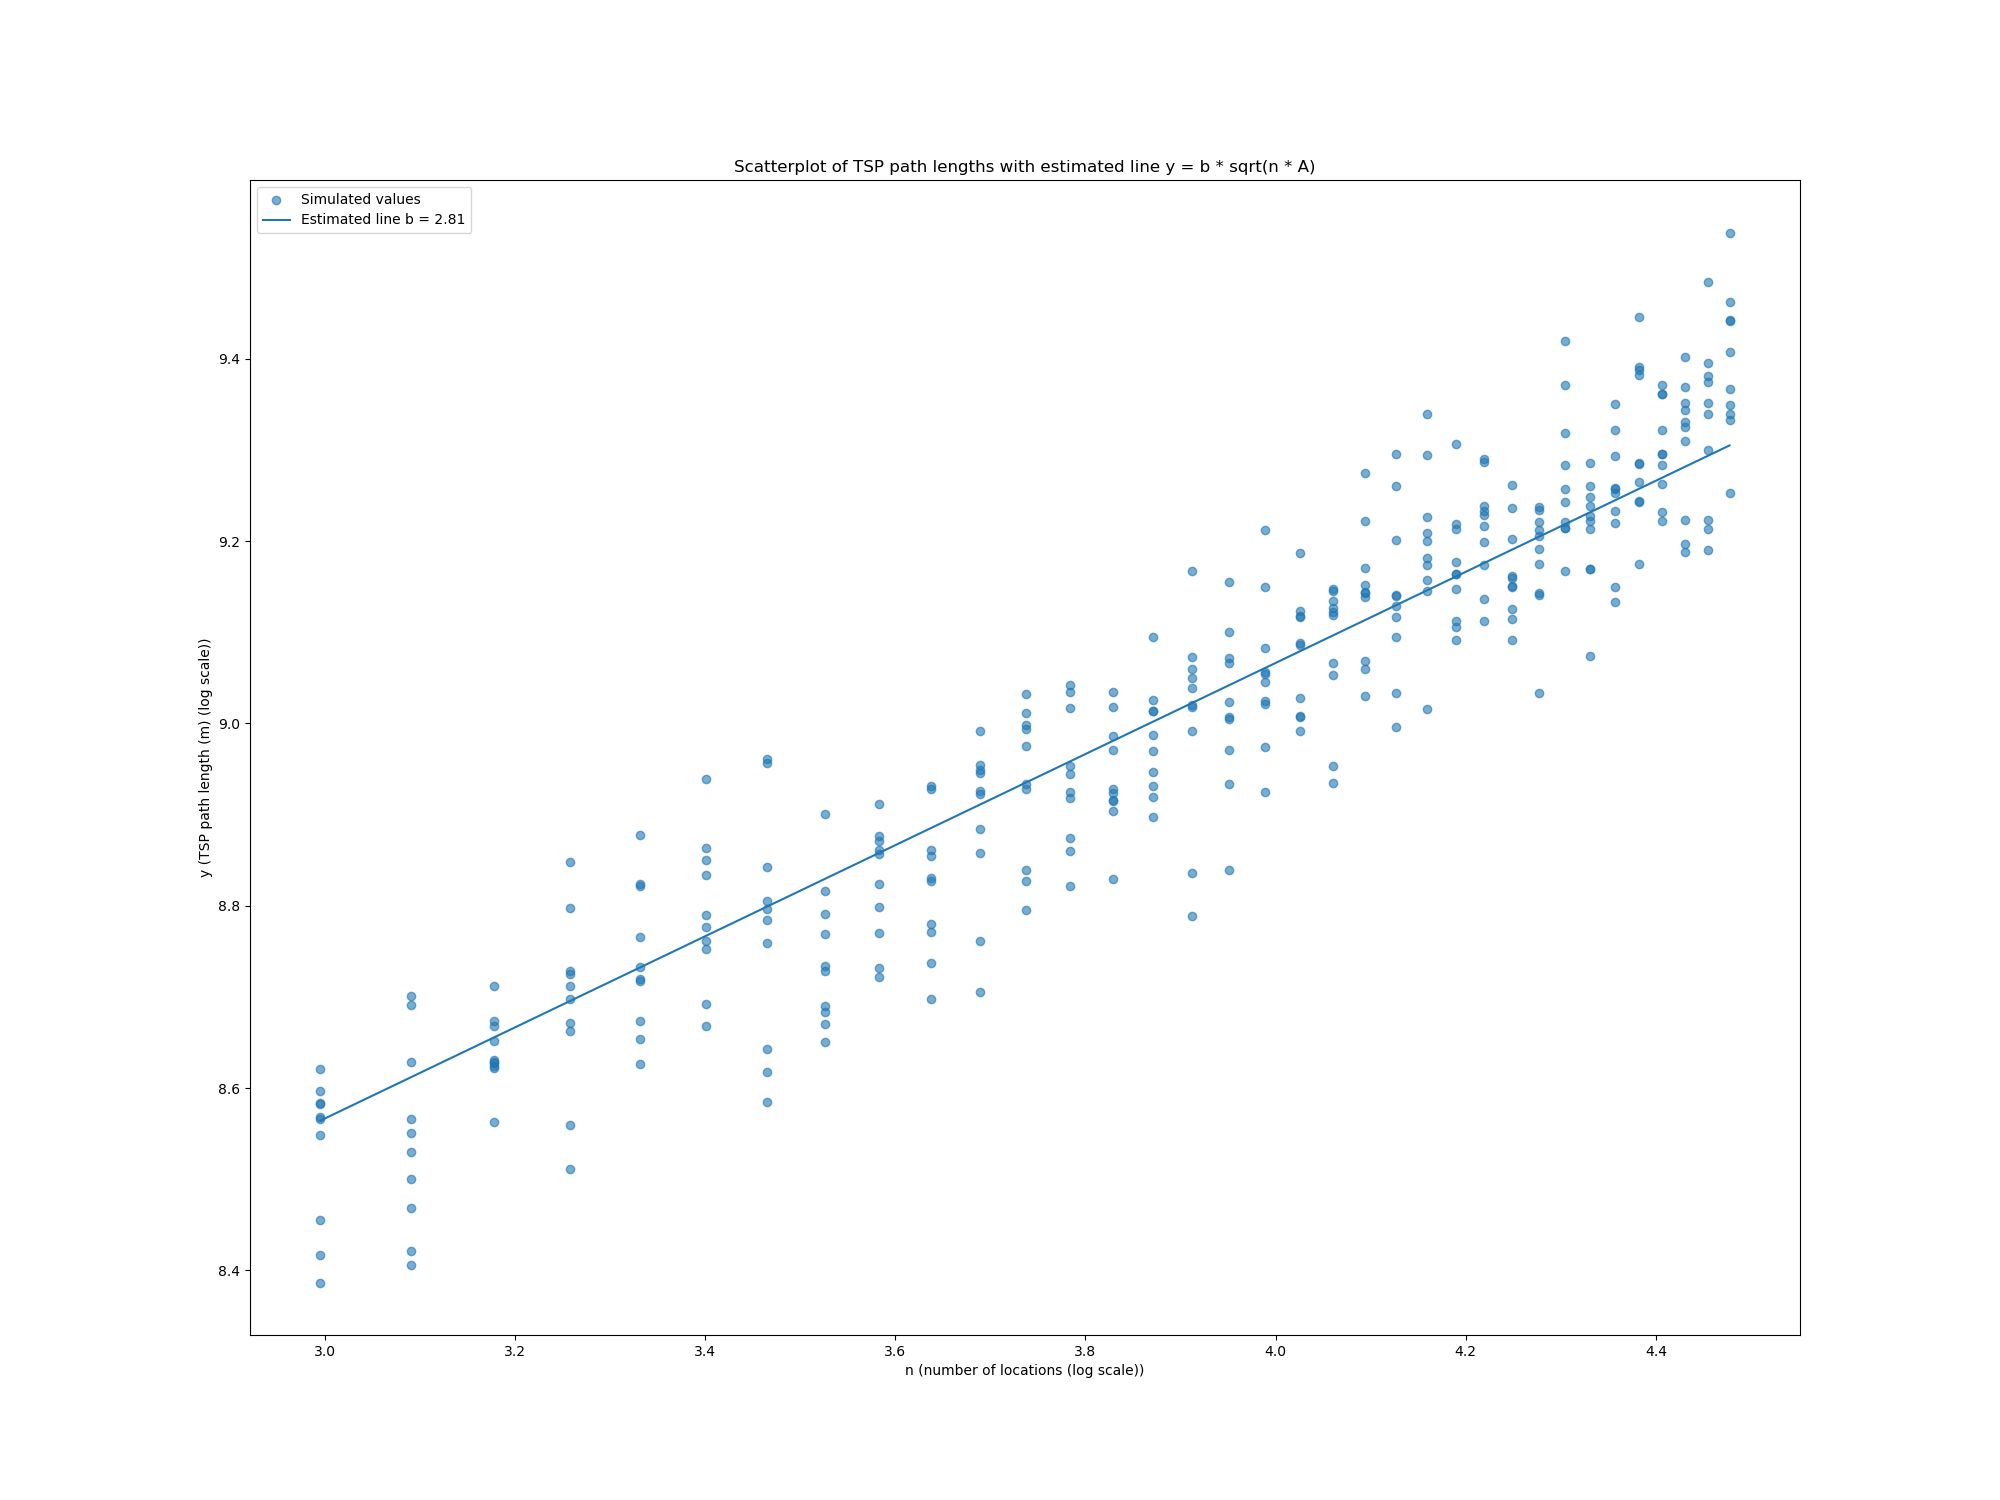 Scatterplot of TSP path lengths with estimated line y = b * sqrt(n * A)
Simulated values
Estimated line b = 2.81
9.4
9.2
9.0
8.8
8.6
8.4
y (TSP path length (m) (log scale))
3.0 3.2 3.4 3.6 3.8 4.0 4.2 4.4
n (number of locations (log scale))